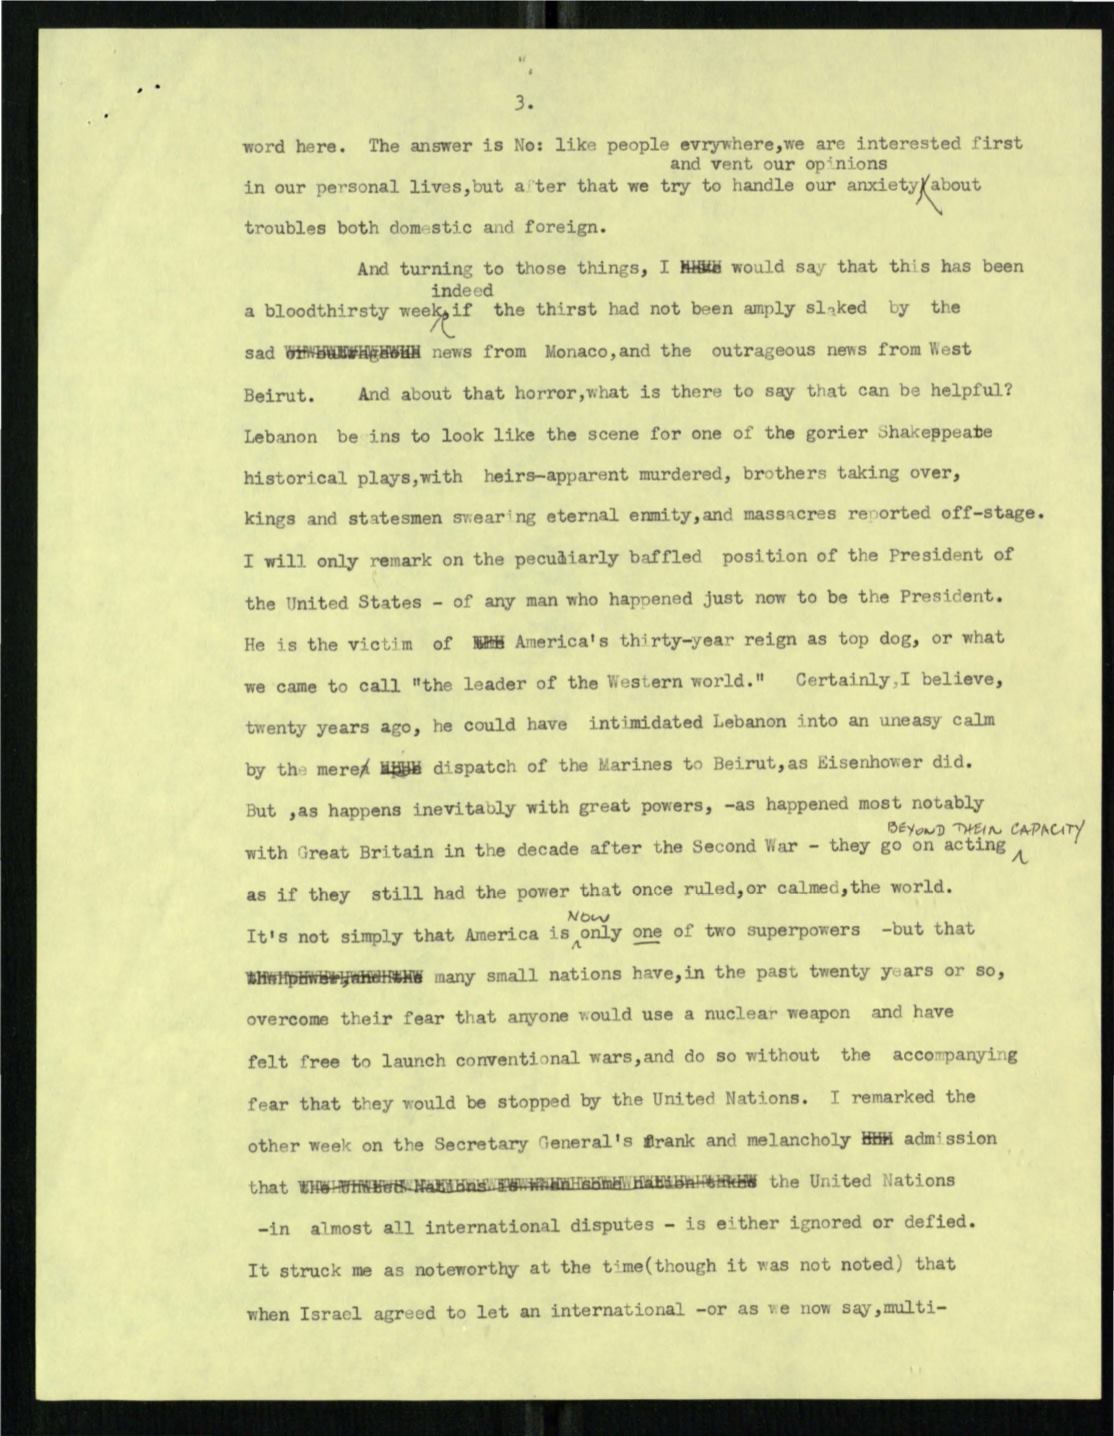 3.
word here. The answer is No: like people evrywhere,we are interested first
and vent our opinions
in our personal lives,but after that we try to handle our anxiety about
troubles both domestic and foreign.
And turning to those things, I would say that this has been
indeed
a bloodthirsty week,if the thirst had not been amply slaked by the
sad news from Monaco,and the outrageous news from West
Beirut. And about that horror,what is there to say that can be helpful?
Lebanon begins to look like the scene for one of the gorier Shakespeare
historical plays,with heirs-apparent murdered, brothers taking over,
kings and statesmen swearing eternal enmity,and massacres reported off-stage.
I will only remark on the peculiarly baffled position of the President of
the United States - of any man who happened just now to be the President.
He is the victim of America's thirty-year reign as top dog, or what
we came to call "the leader of the Western world." Certainly,I believe,
twenty years ago, he could have intimidated Lebanon into an uneasy calm
by the mere dispatch of the Marines to Beirut,as Eisenhower did.
But ,as happens inevitably with great powers, -as happened most notably
BEYOND THEIR CAPACITY
with Great Britain in the decade after the Second War - they go on acting
as if they still had the power that once ruled,or calmed,the world.
NOW
It's not simply that America is only one of two superpowers -but that
many small nations have,in the past twenty years or so,
overcome their fear that anyone would use a nuclear weapon and have
felt free to launch conventional wars,and do so without the accompanying
fear that they would be stopped by the United Nations. I remarked the
other week on the Secretary General's frank and melancholy admission
that the United Nations
-in almost all international disputes - is either ignored or defied.
It struck me as noteworthy at the time(though it was not noted) that
when Israel agreed to let an international -or as we now say,multi-